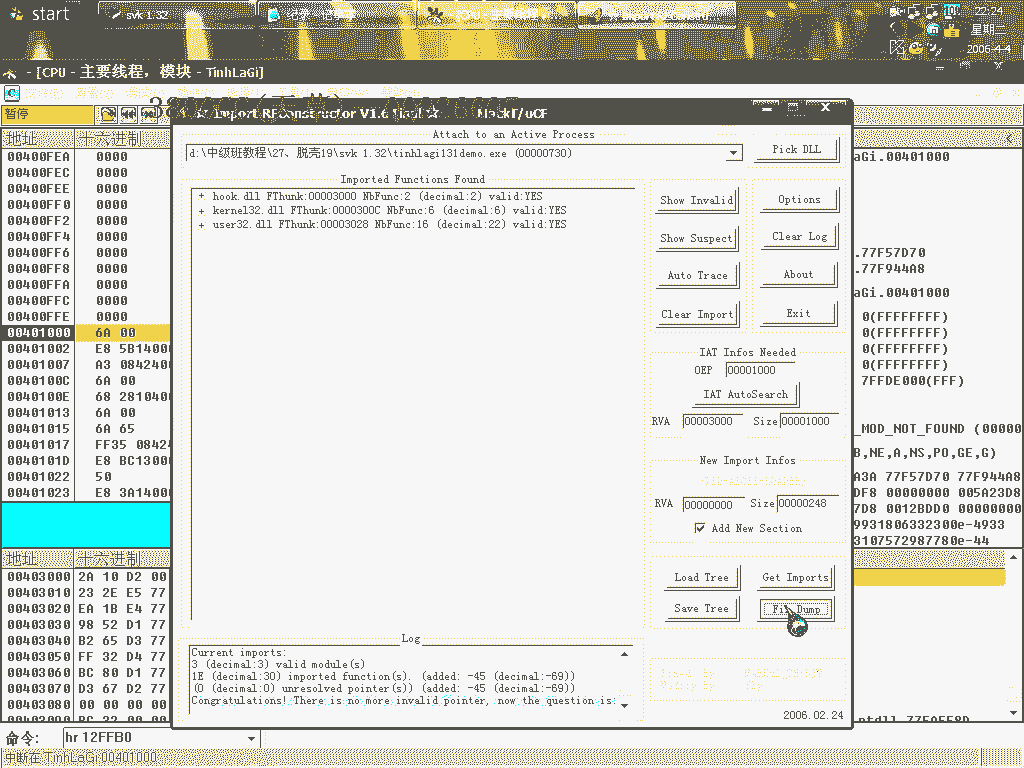 start
svk 1.32
22:24
星期二
2006-4-4
- [CPU - 主要线程, 模块 - TinhLaGi]
C
暂停
Import REConstructor v1.6 final
MackT/uCF
Attach to an Active Process
d:\中级班教程\27、脱壳19\svk 1.32\tinhlagi131demo.exe (00000730)
Pick DLL
Imported Functions Found
+ hook.dll FThunk:00003000 NbFunc:2 (decimal:2) valid:YES
+ kernel32.dll FThunk:0000300C NbFunc:6 (decimal:6) valid:YES
+ user32.dll FThunk:00003028 NbFunc:16 (decimal:22) valid:YES
Show Invalid
Options
Show Suspect
Clear Log
Auto Trace
About
Clear Import
Exit
IAT Infos Needed
OEP 00001000
IAT AutoSearch
RVA 00003000 Size 00001000
New Import Infos
RVA 00000000 Size 00000248
Add New Section
Load Tree
Get Imports
Save Tree
Fix Dump
Log
Current imports:
3 (decimal:3) valid module(s)
1E (decimal:30) imported function(s). (added: -45 (decimal:-69))
(0 (decimal:0) unresolved pointer(s)) (added: -45 (decimal:-69))
Congratulations! There is no more invalid pointer, now the question is:
2006.02.24
地址 十六进制
00400FEA 0000
00400FEC 0000
00400FEE 0000
00400FF0 0000
00400FF2 0000
00400FF4 0000
00400FF6 0000
00400FF8 0000
00400FFA 0000
00400FFC 0000
00400FFE 0000
00401000 6A 00
00401002 E8 5B14000
00401007 A3 0842400
0040100C 6A 00
0040100E 68 2810400
00401013 6A 00
00401015 6A 65
00401017 FF35 0842
0040101D E8 BC13000
00401022 50
00401023 E8 3A14000
aGi.00401000
.77F57D70
.77F944A8
aGi.00401000
0(FFFFFFFF)
0(FFFFFFFF)
0(FFFFFFFF)
0(FFFFFFFF)
7FFDE000(FFF)
_MOD_NOT_FOUND (00000
B,NE,A,NS,PO,GE,G)
A3A 77F57D70 77F944A8
DF8 00000000 005A23D8
7D8 0012BDD0 00000000
9931806332300e-4933
3107572987780e-44
地址 十六进制
00403000 2A 10 D2 00
00403010 23 2E E5 77
00403020 EA 1B E4 77
00403030 98 52 D1 77
00403040 B2 65 D3 77
00403050 FF 32 D4 77
00403060 BC 80 D1 77
00403070 D3 67 D2 77
00403080 00 00 00 00
命令: hr 12FFB0
中断在 TinhLaGi.00401000